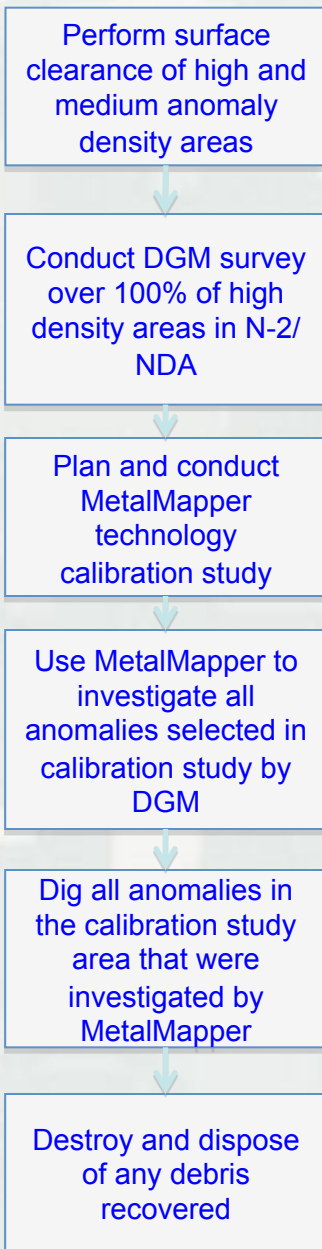 Perform surface
clearance of high and
medium anomaly
density areas
Conduct DGM survey
over 100% of high
density areas in N-2/
NDA
Plan and conduct
MetalMapper
technology
calibration study
Use MetalMapper to
investigate all
anomalies selected in
calibration study by
DGM
Dig all anomalies in
the calibration study
area that were
investigated by
MetalMapper
Destroy and dispose
of any debris
recovered